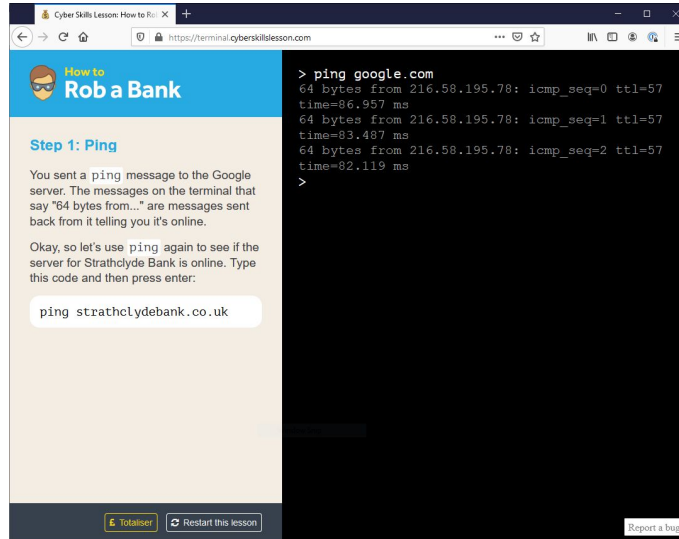 Cyber Skills Lesson: How to Ro
https://terminal.cyberskillslesson.com
How to
Rob a Bank
Step 1: Ping
You sent a ping message to the Google
server. The messages on the terminal that
say "64 bytes from..." are messages sent
back from it telling you it's online.
Okay, so let's use ping again to see if the
server for Strathclyde Bank is online. Type
this code and then press enter:
ping strathclydebank.co.uk
£ Totaliser
Restart this lesson
> ping google.com
64 bytes from 216.58.195.78: icmp_seq=0 ttl=57
time=86.957 ms
64 bytes from 216.58.195.78: icmp_seq=1 ttl=57
time=83.487 ms
64 bytes from 216.58.195.78: icmp_seq=2 ttl=57
time=82.119 ms
>
Report a bug